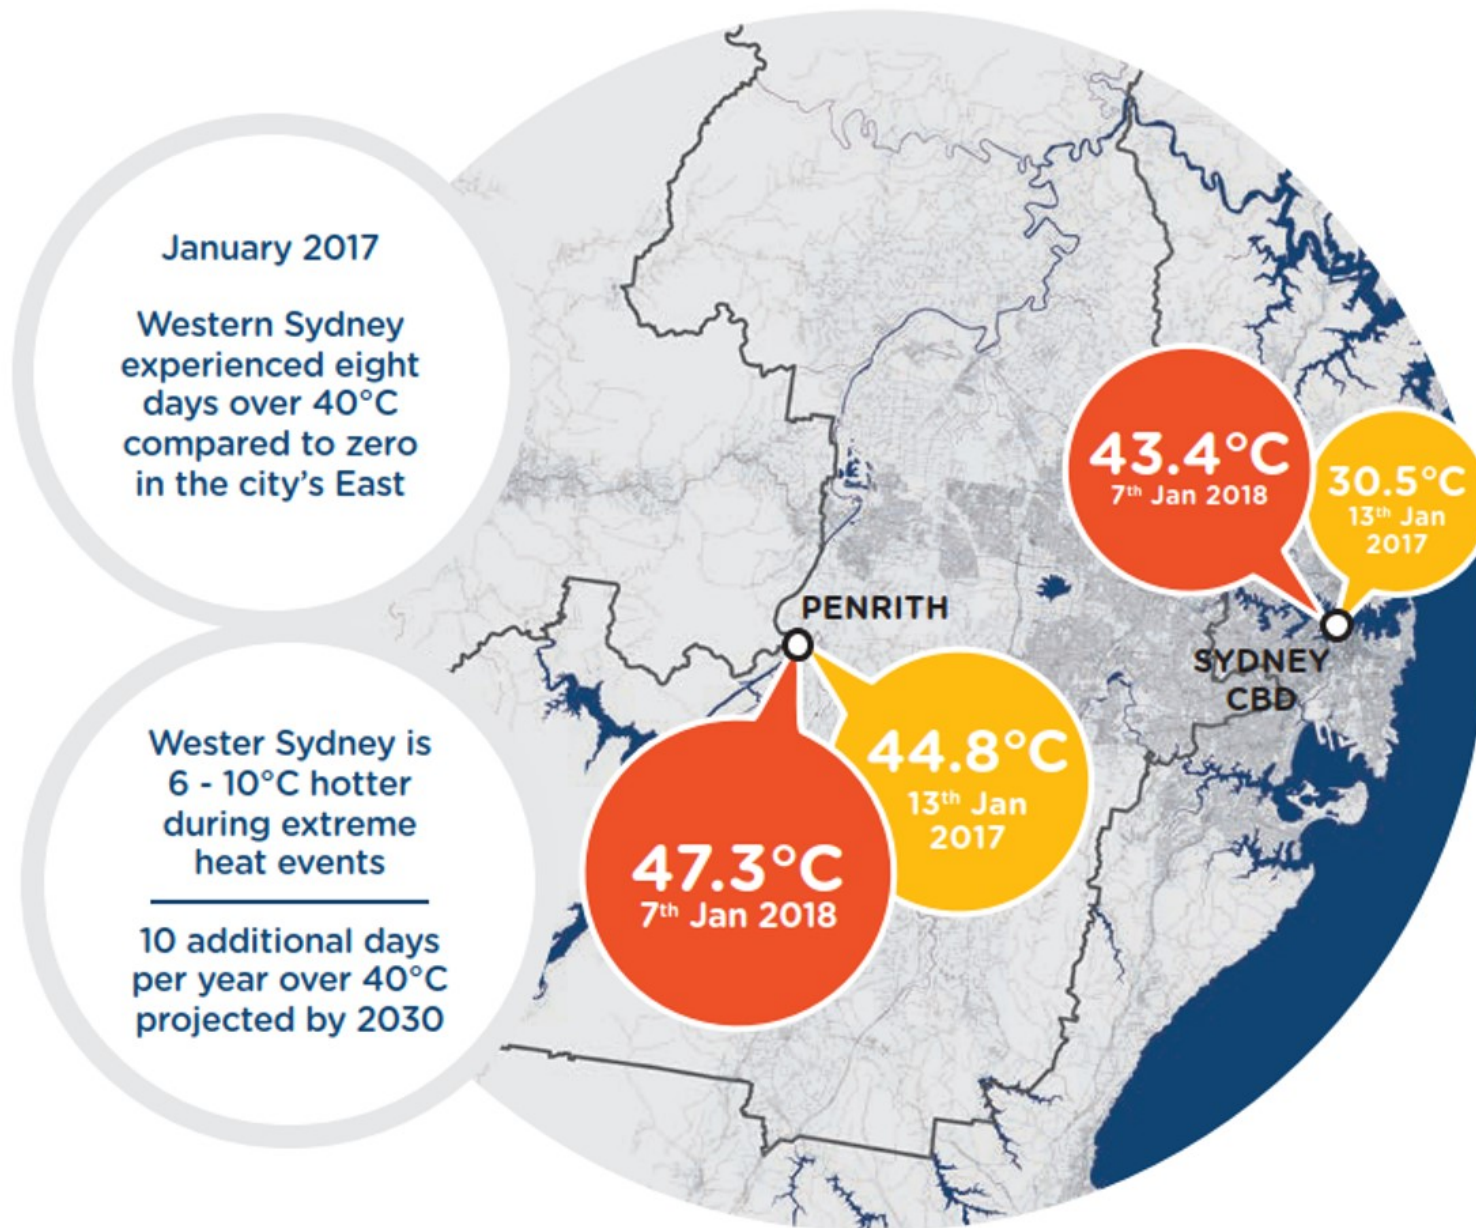 January 2017
Western Sydney
experienced eight
days over 40°C
compared to zero
in the city's East
Wester Sydney is
6 - 10°C hotter
during extreme
heat events
10 additional days
per year over 40°C
projected by 2030
43.4°C
7th Jan 2018
30.5°C
13th Jan
2017
PENRITH
SYDNEY
CBD
47.3°C
7th Jan 2018
44.8°C
13th Jan
2017